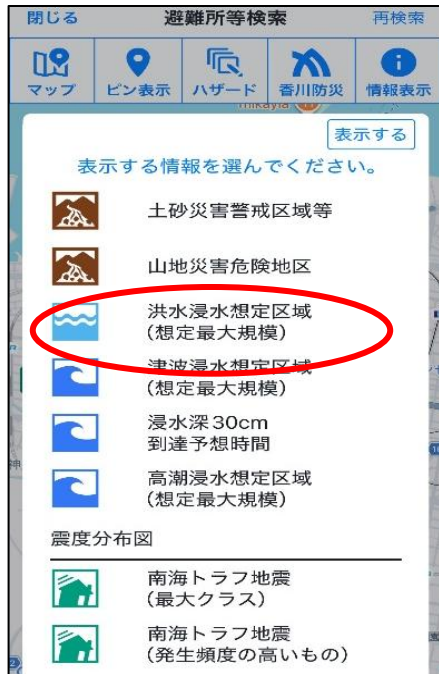 閉じる 避難所等検索 再検索
マップ ピン表示 ハザード 香川防災 情報表示
mikayla
表示する
表示する情報を選んでください。
土砂災害警戒区域等
山地災害危険地区
洪水浸水想定区域
(想定最大規模)
津波浸水想定区域
(想定最大規模)
浸水深30cm
到達予想時間
高潮浸水想定区域
(想定最大規模)
震度分布図
南海トラフ地震
(最大クラス)
南海トラフ地震
(発生頻度の高いもの)